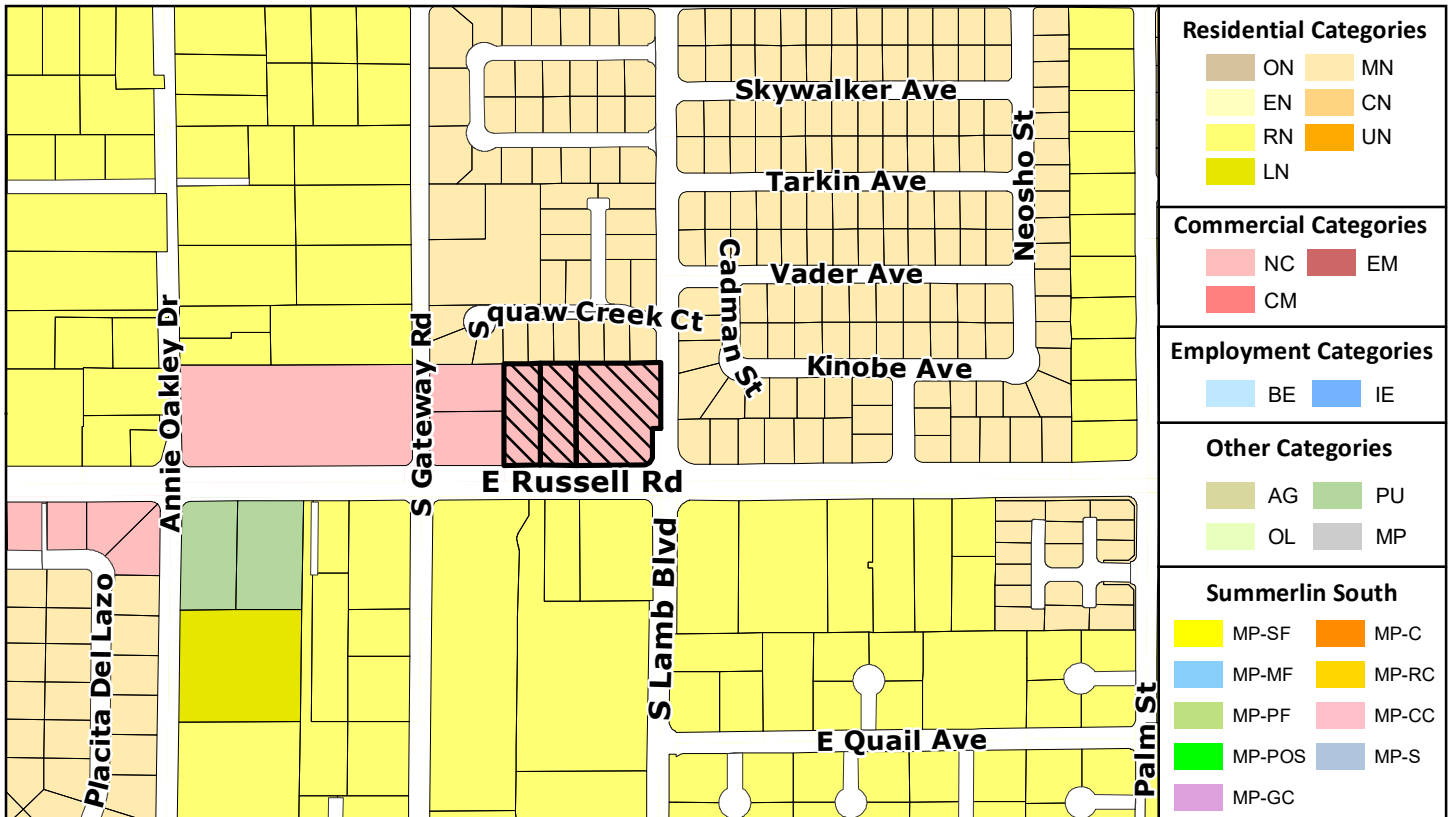 Skywalker Ave
Tarkin Ave
Neosho St
Vader Ave
Cadman St
Squaw Creek Ct
Kinobe Ave
Annie Oakley Dr
S Gateway Rd
E Russell Rd
S Lamb Blvd
Placita Del Lazo
E Quail Ave
Palm St
Residential Categories
ON MN
EN CN
RN UN
LN
Commercial Categories
NC EM
CM
Employment Categories
BE IE
Other Categories
AG PU
OL MP
Summerlin South
MP-SF MP-C
MP-MF MP-RC
MP-PF MP-CC
MP-POS MP-S
MP-GC